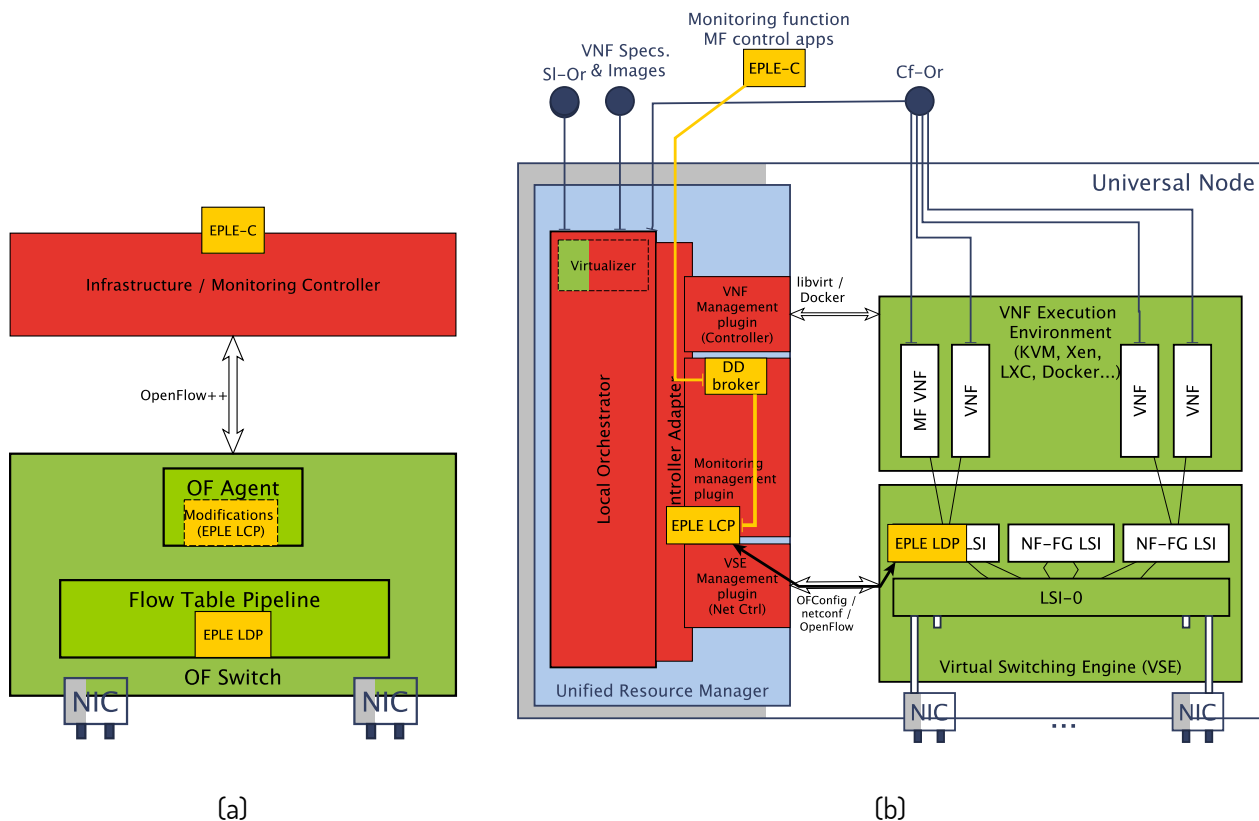 EPLE-C
Infrastructure / Monitoring Controller
OpenFlow++
OF Agent
Modifications
(EPLE LCP)
Flow Table Pipeline
EPLE LDP
OF Switch
NIC
NIC
(a)
Monitoring function
MF control apps
EPLE-C
SI-Or
VNF Specs.
& Images
Cf-Or
Universal Node
Virtualizer
Local Orchestrator
ntroller Adapter
VNF
Management
plugin
(Controller)
DD
broker
Monitoring
management
plugin
EPLE LCP
VSE
Management
plugin
(Net Ctrl)
Unified Resource Manager
libvirt /
Docker
OFConfig /
netconf /
OpenFlow
VNF Execution
Environment
(KVM, Xen,
LXC, Docker...)
MF VNF
VNF
VNF
VNF
EPLE LDP
LSI
NF-FG LSI
NF-FG LSI
LSI-0
Virtual Switching Engine (VSE)
NIC
...
NIC
(b)